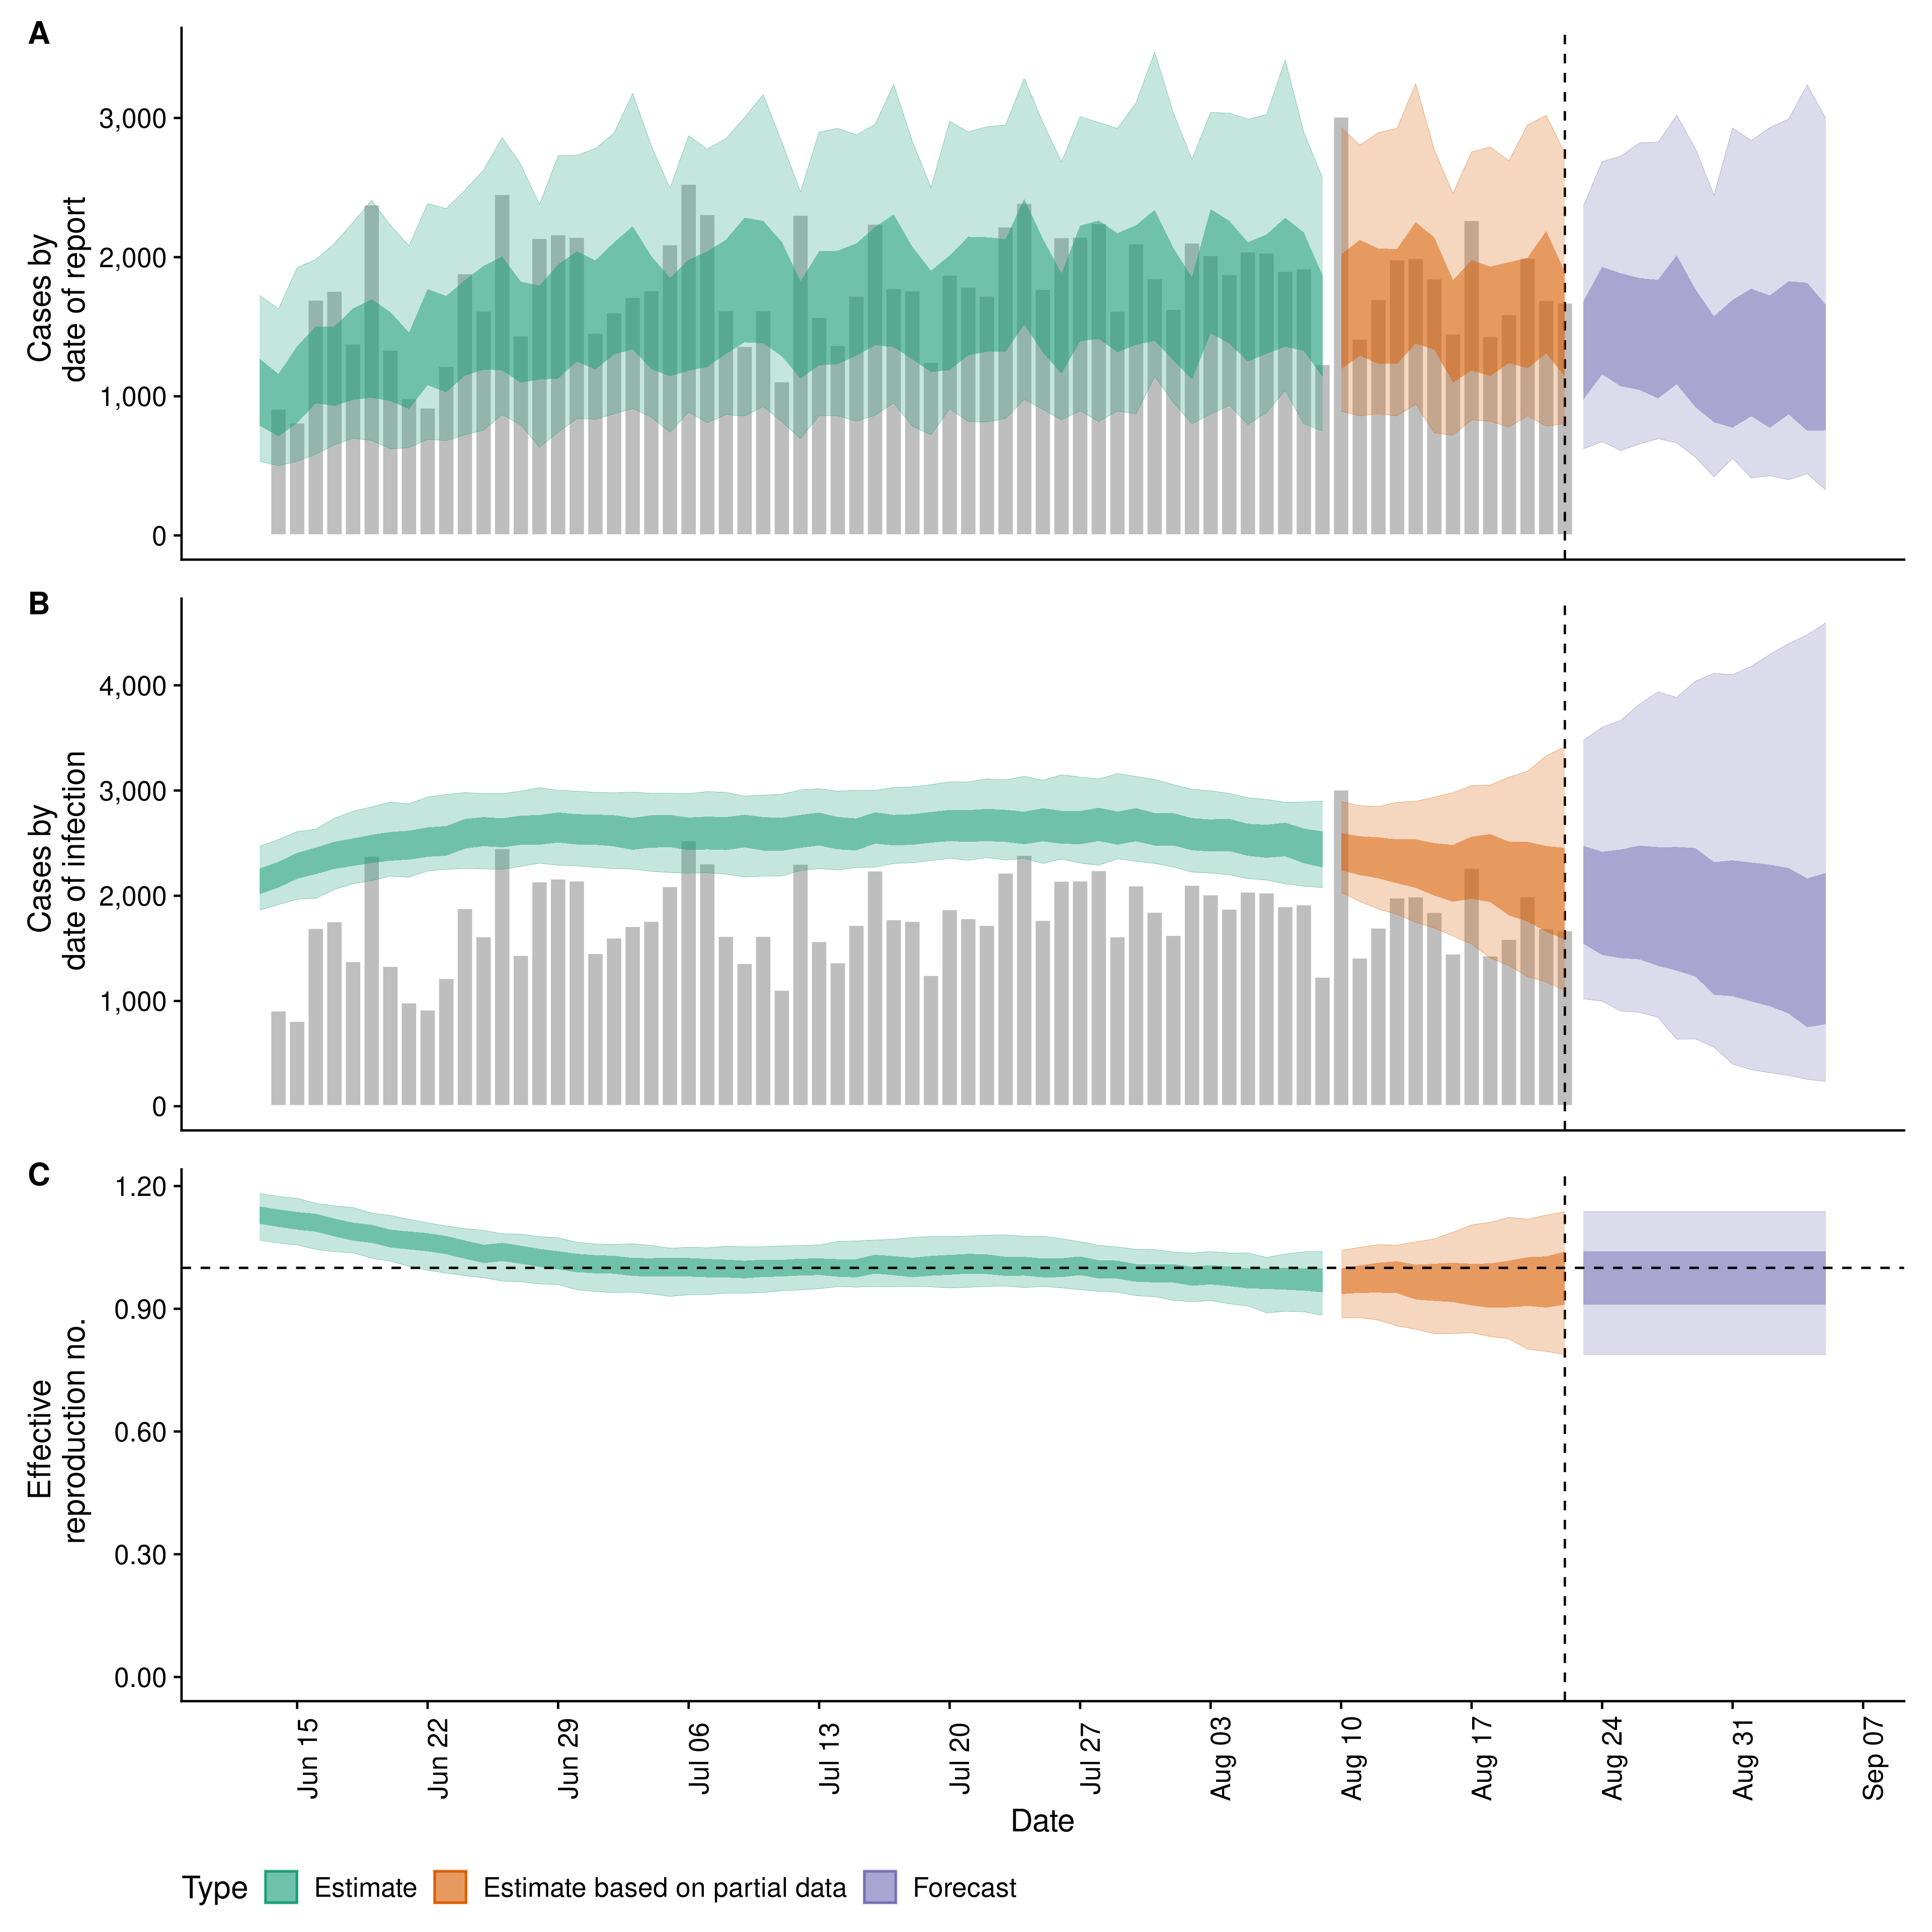 A
Cases by
date of report
3,000
2,000
1,000
0
B
Cases by
date of infection
4,000
3,000
2,000
1,000
0
C
Effective
reproduction no.
1.20
0.90
0.60
0.30
0.00
Jun 15
Jun 22
Jun 29
Jul 06
Jul 13
Jul 20
Jul 27
Aug 03
Aug 10
Aug 17
Aug 24
Aug 31
Sep 07
Date
Type Estimate Estimate based on partial data Forecast